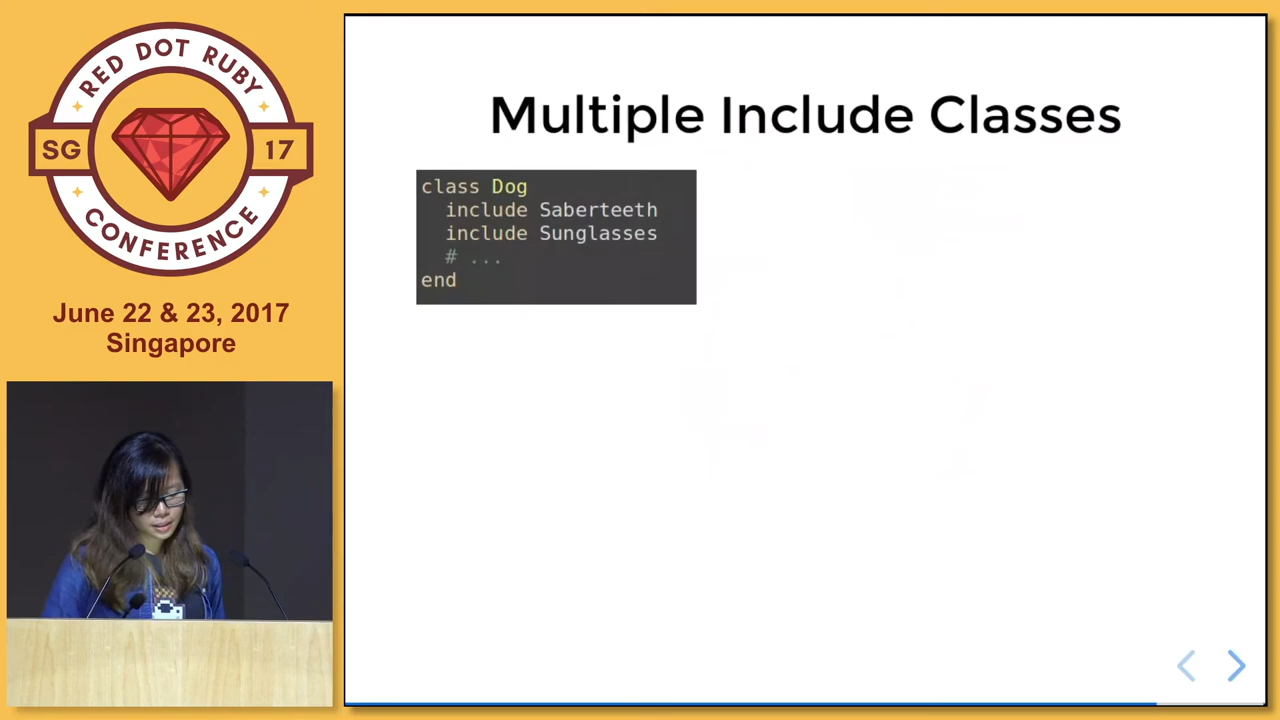 RED DOT RUBY
SG
17
CONFERENCE
June 22 & 23, 2017
Singapore
Multiple Include Classes
class Dog
  include Saberteeth
  include Sunglasses
  # ...
end